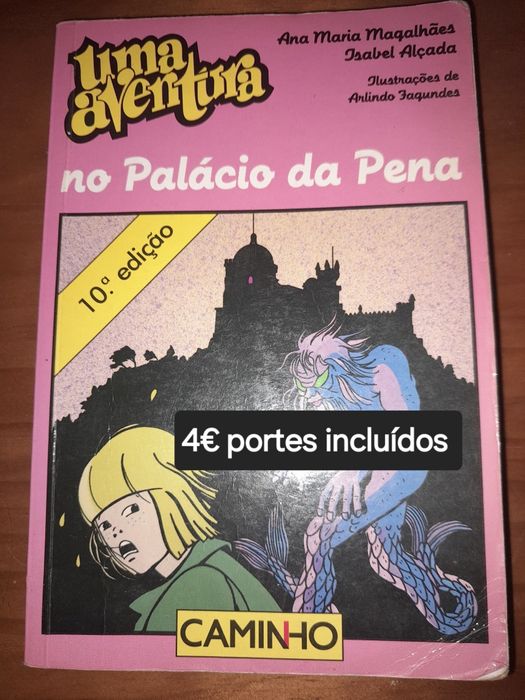 uma
aventura
Ana Maria Magalhães
Isabel Alçada
Ilustrações de
Arlindo Fagundes
no Palácio da Pena
10.ª edição
4€ portes incluídos
CAMINHO